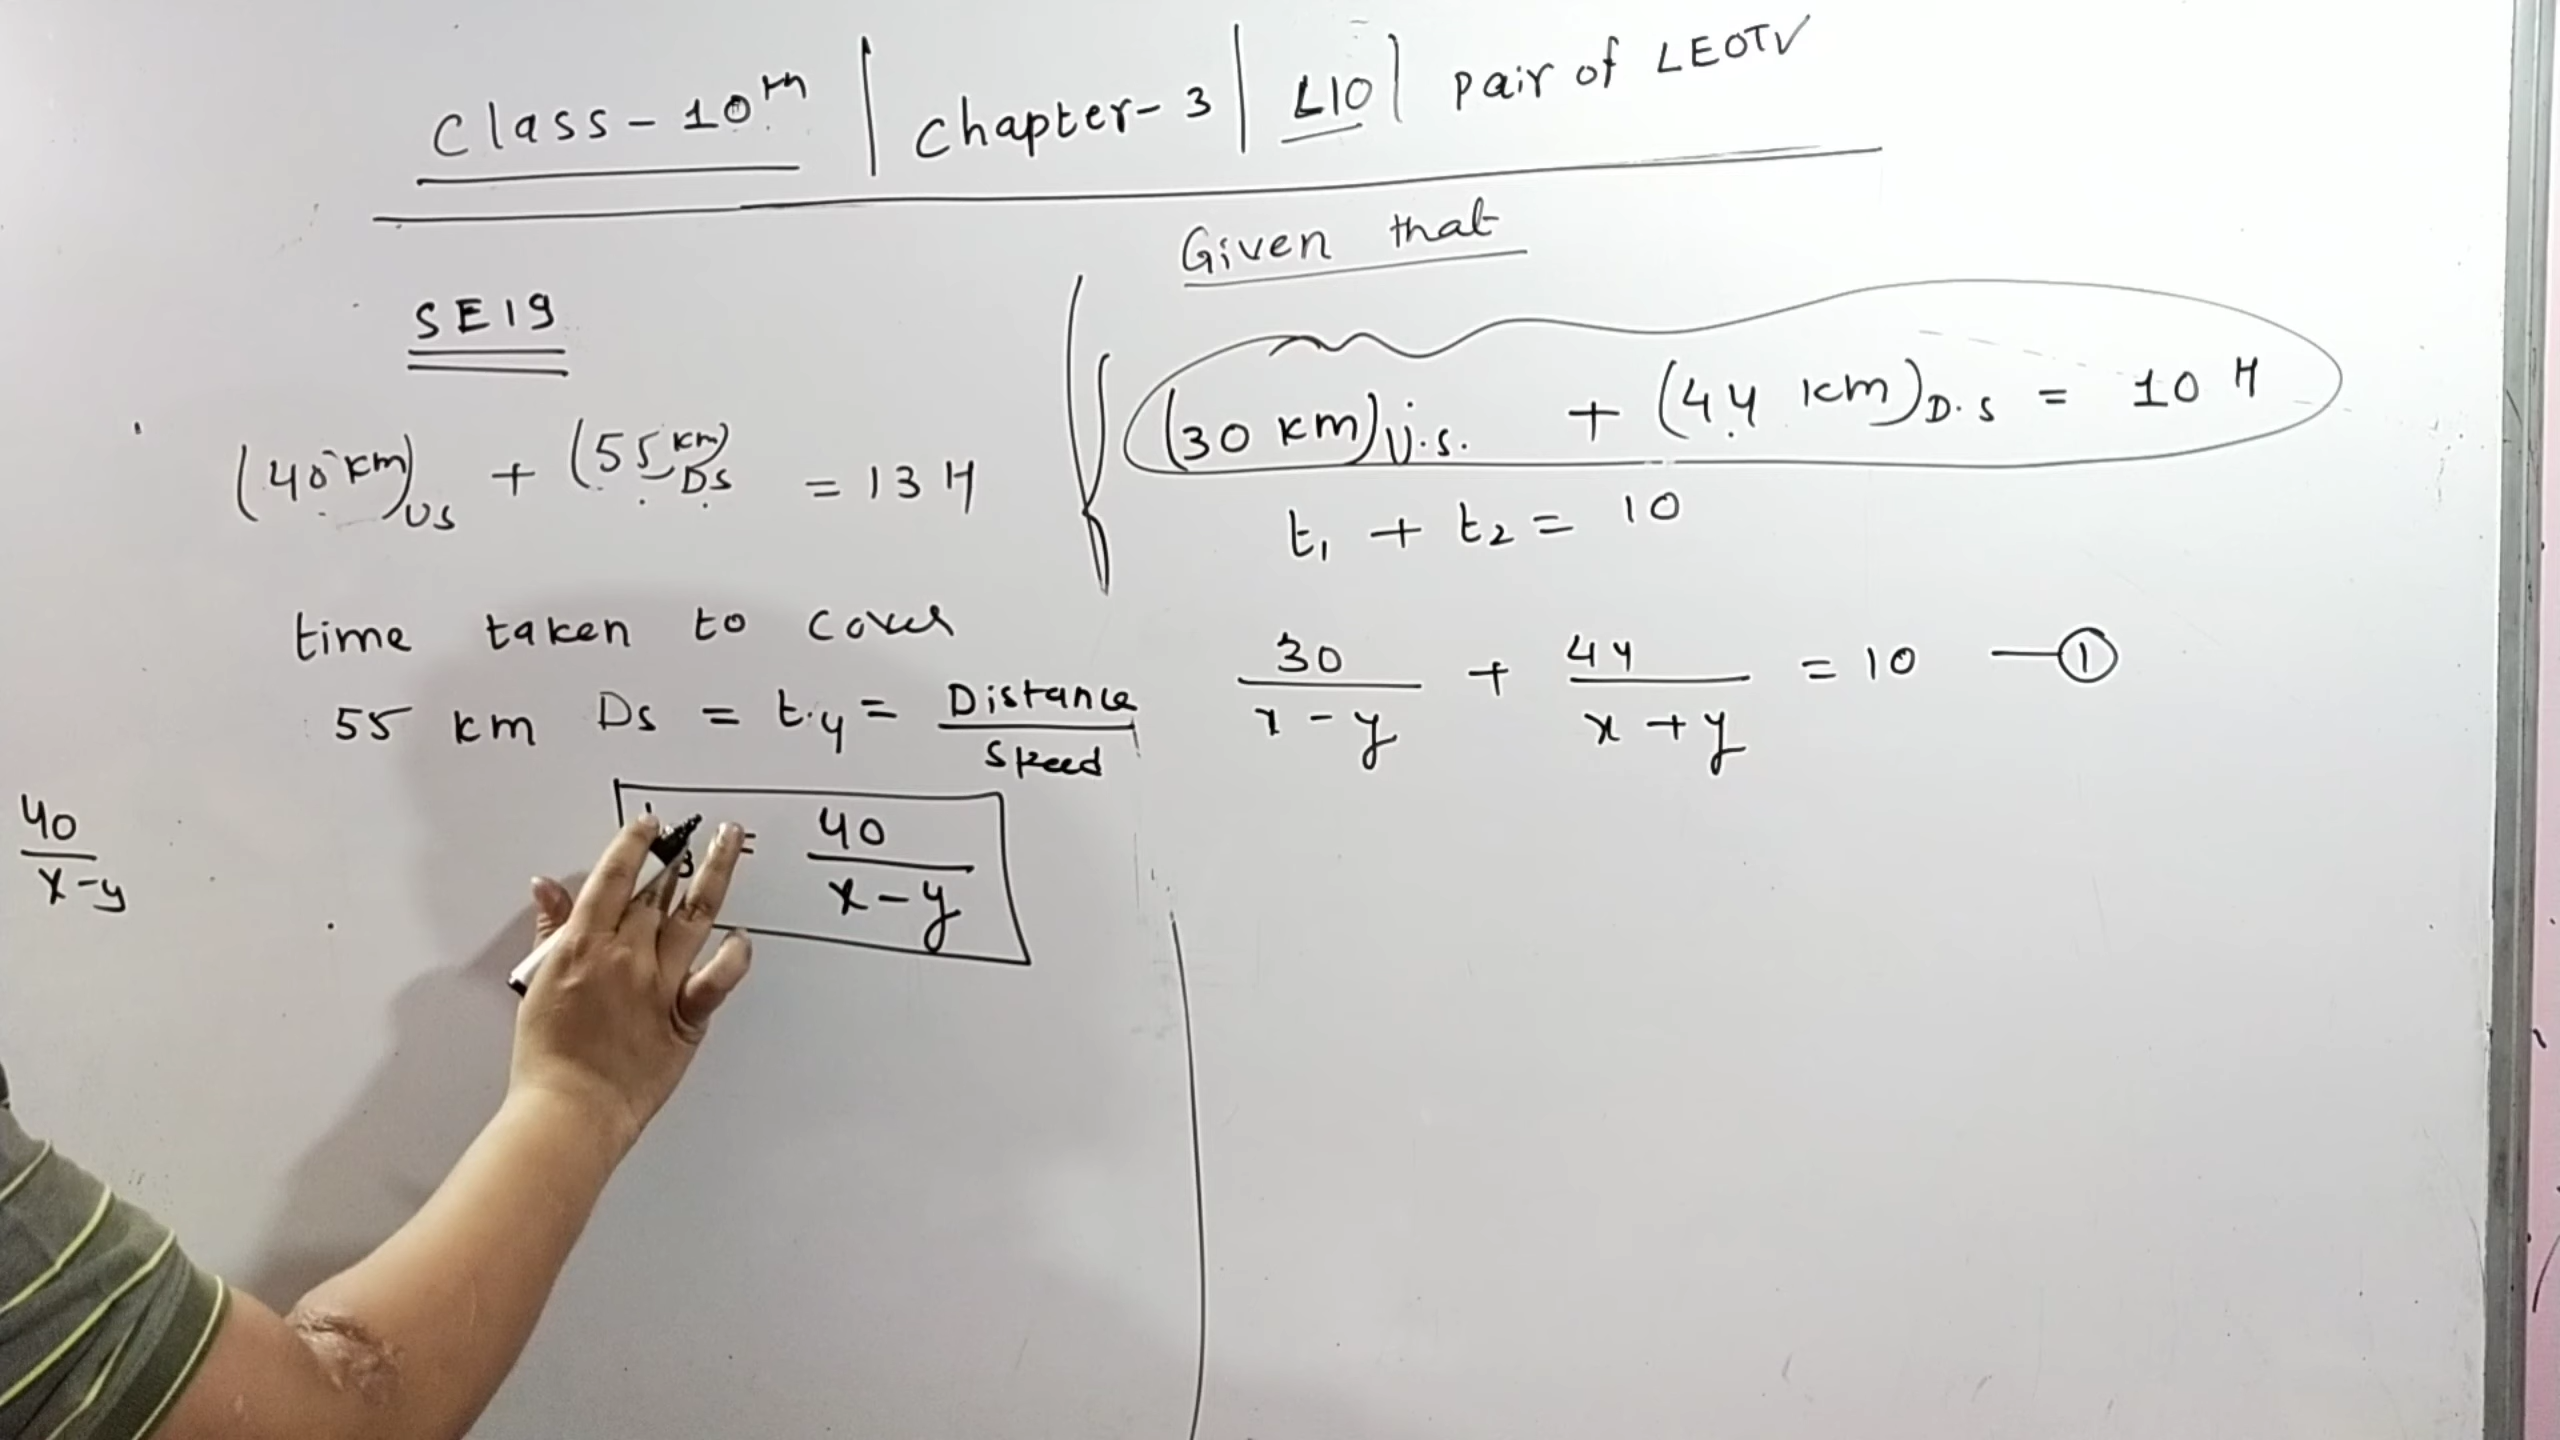 Class - 10th | Chapter - 3 | L10 | Pair of LEOTV
SE19
(40 km)US + (55 km)DS = 13 H
time taken to cover
55 km Ds = t4 = Distance / Speed
40 / x-y
3 = 40 / x-y
Given that
(30 km)U.S. + (44 km)D.S = 10 H
t1 + t2 = 10
30 / x-y + 44 / x+y = 10 —①